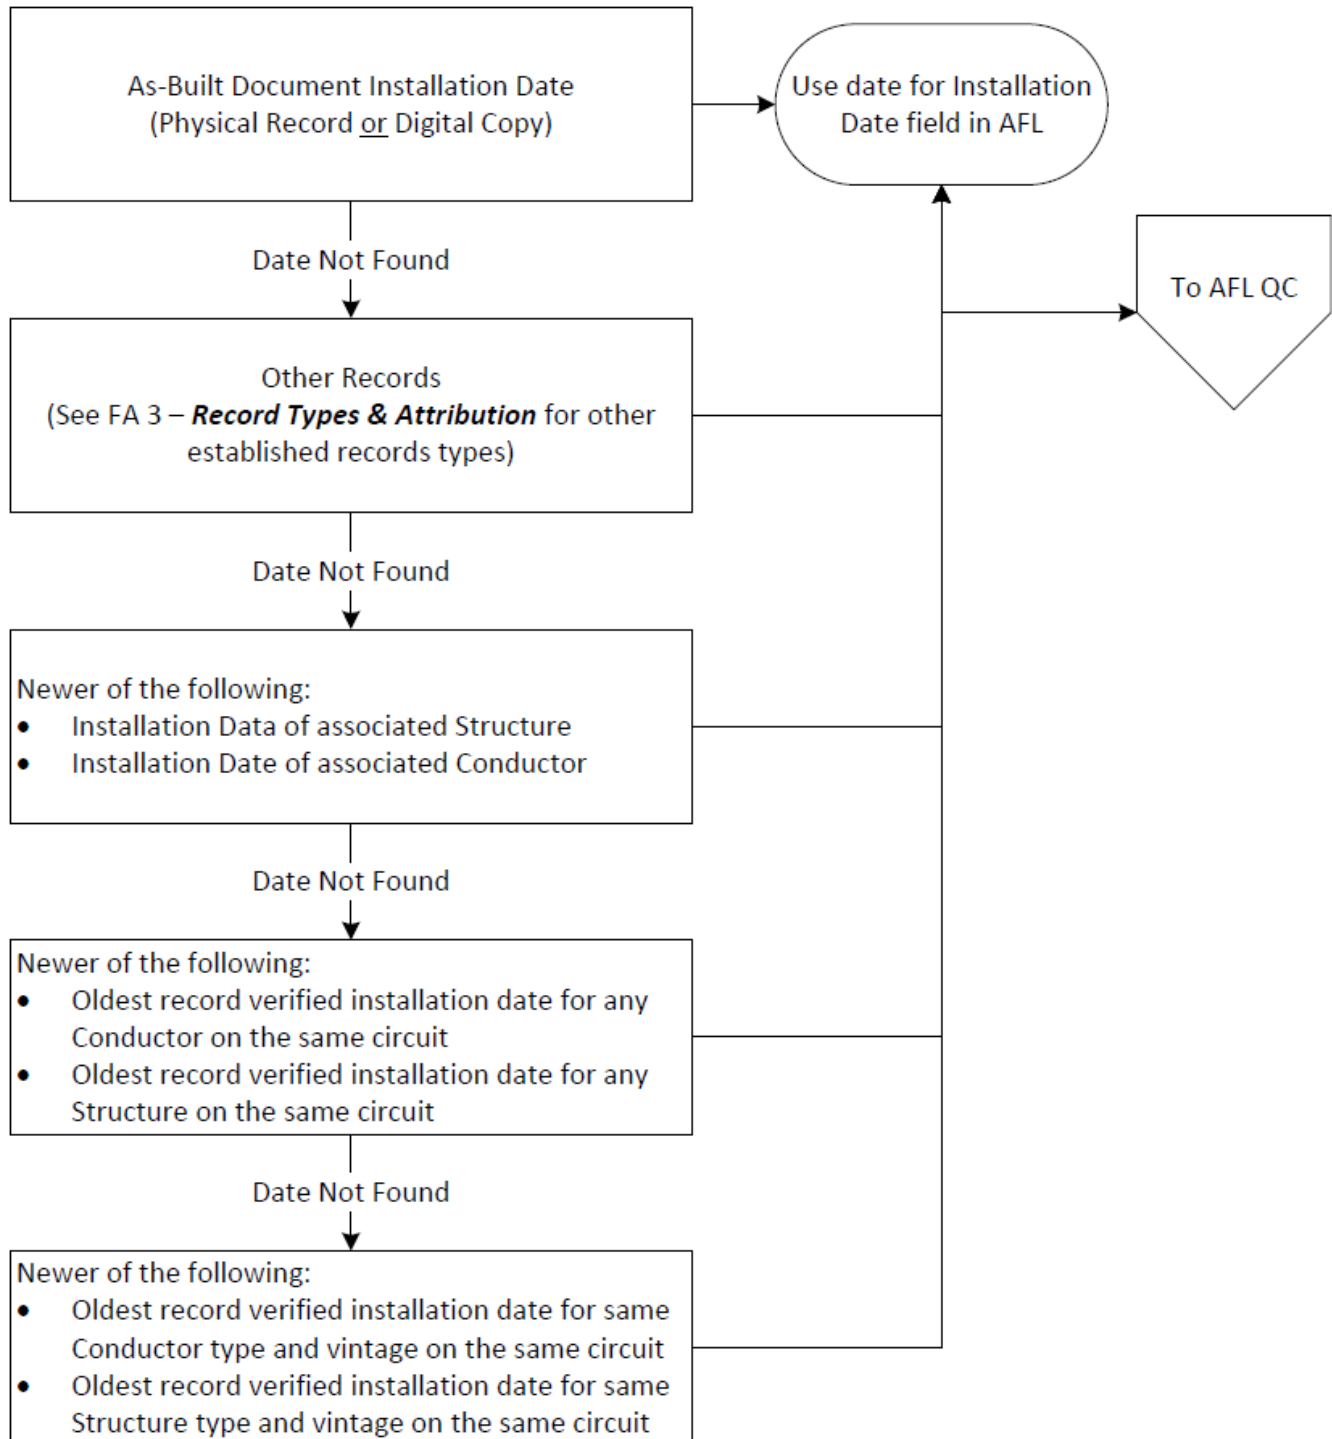 As-Built Document Installation Date
(Physical Record or Digital Copy)
Use date for Installation
Date field in AFL
Date Not Found
To AFL QC
Other Records
(See FA 3 – Record Types & Attribution for other
established records types)
Date Not Found
Newer of the following:
• Installation Data of associated Structure
• Installation Date of associated Conductor
Date Not Found
Newer of the following:
• Oldest record verified installation date for any
Conductor on the same circuit
• Oldest record verified installation date for any
Structure on the same circuit
Date Not Found
Newer of the following:
• Oldest record verified installation date for same
Conductor type and vintage on the same circuit
• Oldest record verified installation date for same
Structure type and vintage on the same circuit